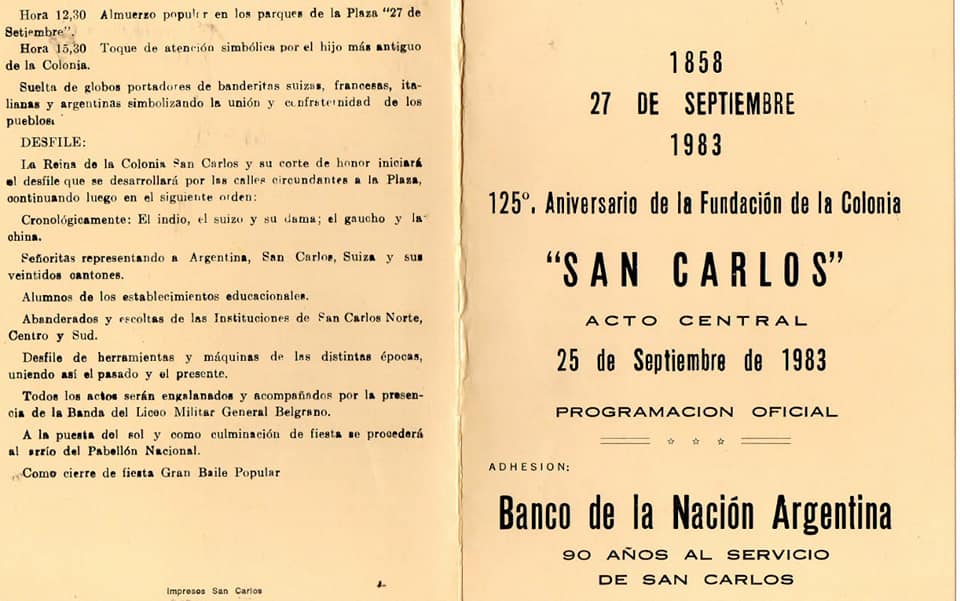 Hora 12,30 Almuerzo popular en los parques de la Plaza "27 de
Setiembre".
Hora 15,30 Toque de atención simbólica por el hijo más antiguo
de la Colonia.
Suelta de globos portadores de banderitas suizas, francesas, ita-
lianas y argentinas simbolizando la unión y confraternidad de los
pueblos.
DESFILE:
La Reina de la Colonia San Carlos y su corte de honor iniciará
el desfile que se desarrollará por las calles circundantes a la Plaza,
continuando luego en el siguiente orden:
Cronológicamente: El indio, el suizo y su dama; el gaucho y la
china.
Señoritas representando a Argentina, San Carlos, Suiza y sus
veintidos cantones.
Alumnos de los establecimientos educacionales.
Abanderados y escoltas de las Instituciones de San Carlos Norte,
Centro y Sud.
Desfile de herramientas y máquinas de las distintas épocas,
uniendo así el pasado y el presente.
Todos los actos serán engalanados y acompañados por la presen-
cia de la Banda del Liceo Militar General Belgrano.
A la puesta del sol y como culminación de fiesta se procederá
al arrío del Pabellón Nacional.
Como cierre de fiesta Gran Baile Popular
Impresos San Carlos
1858
27 DE SEPTIEMBRE
1983
125º. Aniversario de la Fundación de la Colonia
"SAN CARLOS"
ACTO CENTRAL
25 de Septiembre de 1983
PROGRAMACION OFICIAL
ADHESION:
Banco de la Nación Argentina
90 AÑOS AL SERVICIO
DE SAN CARLOS